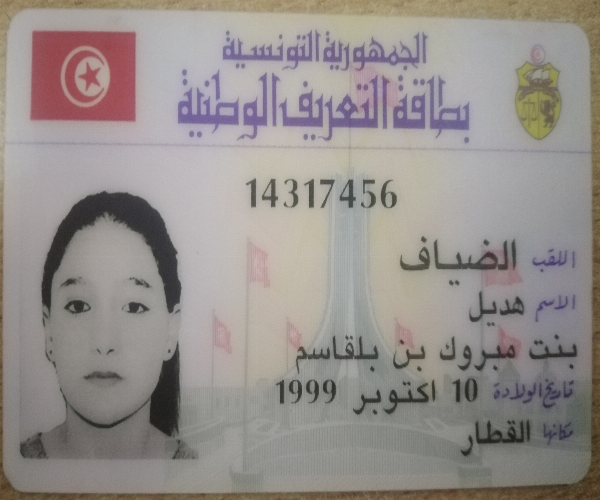 الجمهورية التونسية
بطاقة التعريف الوطنية
14317456
اللقب الضياف
الاسم هديل
بنت مبروك بن بلقاسم
تاريخ الولادة 10 اكتوبر 1999
مكانها القطار